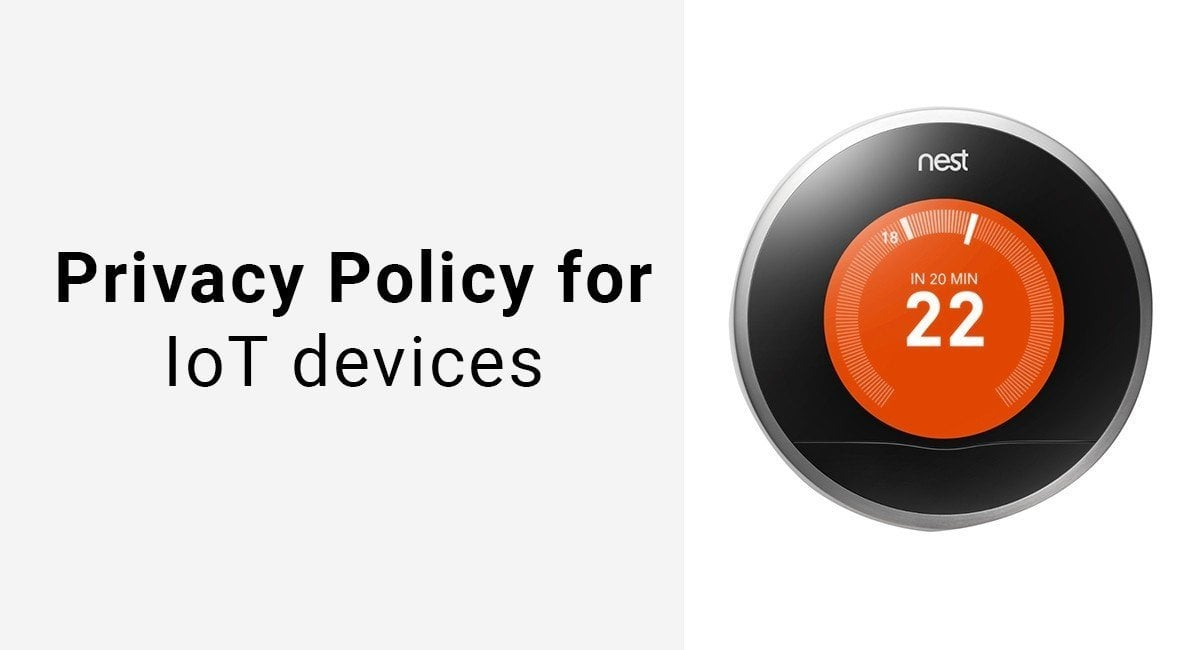 Privacy Policy for
IoT devices
nest
18
IN 20 MIN
22